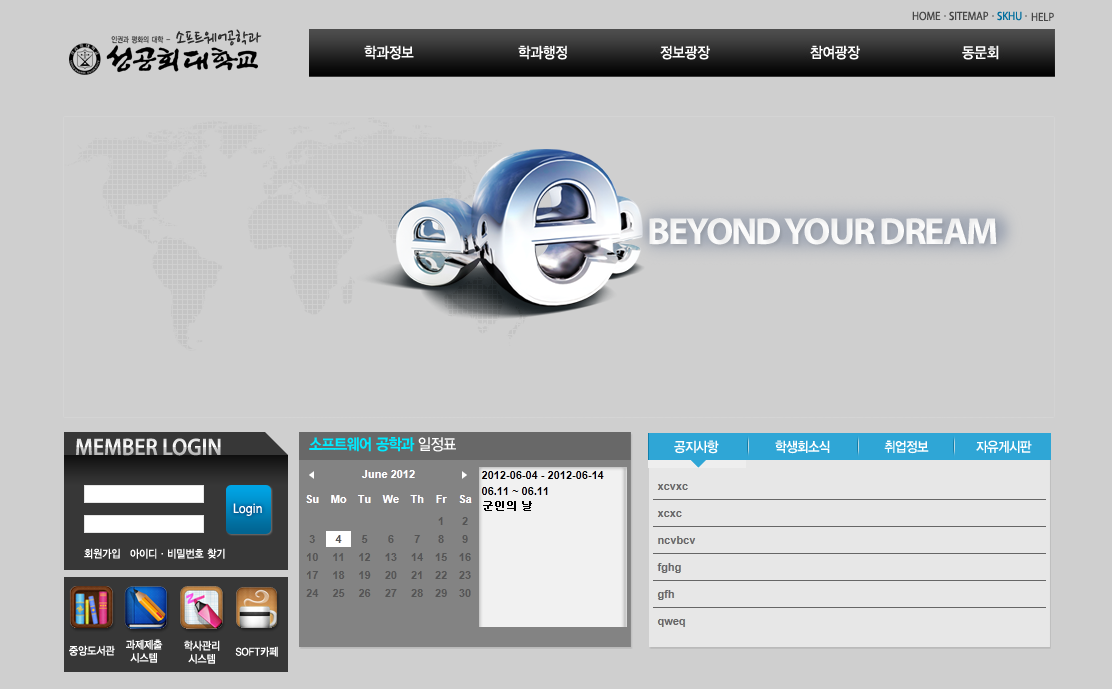 HOME · SITEMAP · SKHU · HELP
인권과 평화의 대학 - 소프트웨어공학과
성공회대학교
학과정보 학과행정 정보광장 참여광장 동문회
BEYOND YOUR DREAM
MEMBER LOGIN
Login
회원가입 아이디 · 비밀번호 찾기
중앙도서관
과제제출
시스템
학사관리
시스템
SOFT카페
소프트웨어 공학과 일정표
June 2012
Su Mo Tu We Th Fr Sa
1 2
3 4 5 6 7 8 9
10 11 12 13 14 15 16
17 18 19 20 21 22 23
24 25 26 27 28 29 30
2012-06-04 - 2012-06-14
06.11 ~ 06.11
군인의 날
공지사항 학생회소식 취업정보 자유게시판
xcvxc
xcxc
ncvbcv
fghg
gfh
qweq